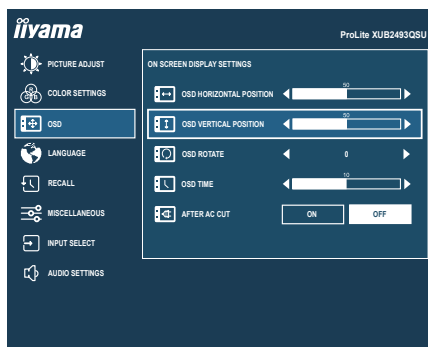 iiyama
ProLite XUB2493QSU
PICTURE ADJUST
COLOR SETTINGS
OSD
LANGUAGE
RECALL
MISCELLANEOUS
INPUT SELECT
AUDIO SETTINGS
ON SCREEN DISPLAY SETTINGS
OSD HORIZONTAL POSITION
50
OSD VERTICAL POSITION
50
OSD ROTATE
0
OSD TIME
10
AFTER AC CUT
ON OFF